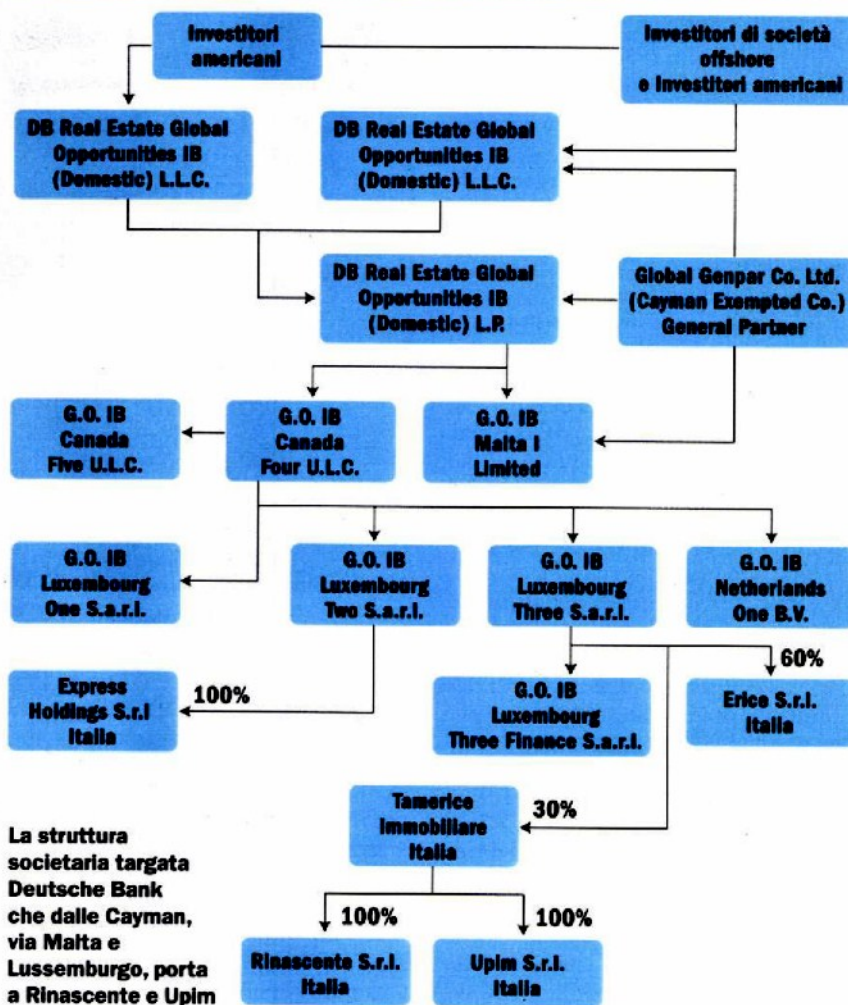 Investitori
americani
Investitori di società
offshore
e Investitori americani
DB Real Estate Global
Opportunities IB
(Domestic) L.L.C.
DB Real Estate Global
Opportunities IB
(Domestic) L.L.C.
DB Real Estate Global
Opportunities IB
(Domestic) L.P.
Global Genpar Co. Ltd.
(Cayman Exempted Co.)
General Partner
G.O. IB
Canada
Five U.L.C.
G.O. IB
Canada
Four U.L.C.
G.O. IB
Malta I
Limited
G.O. IB
Luxembourg
One S.a.r.l.
G.O. IB
Luxembourg
Two S.a.r.l.
G.O. IB
Luxembourg
Three S.a.r.l.
G.O. IB
Netherlands
One B.V.
Express
Holdings S.r.l
Italia
100%
G.O. IB
Luxembourg
Three Finance S.a.r.l.
60%
Erice S.r.l.
Italia
Tamerice
Immobiliare
Italia
30%
La struttura
societaria targata
Deutsche Bank
che dalle Cayman,
via Malta e
Lussemburgo, porta
a Rinascente e Upim
100%
100%
Rinascente S.r.l.
Italia
Upim S.r.l.
Italia